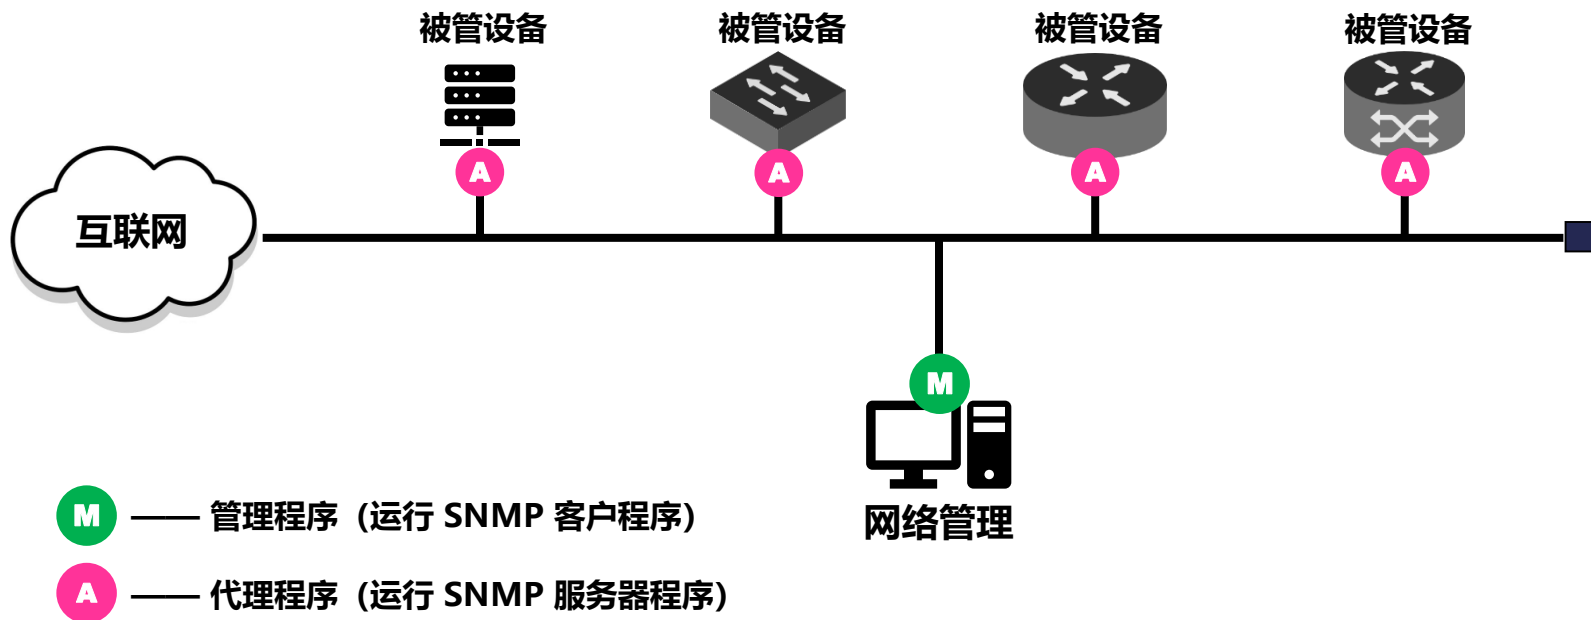 被管设备
被管设备
被管设备
被管设备
A
A
A
A
互联网
M
网络管理
M —— 管理程序（运行 SNMP 客户程序）
A —— 代理程序（运行 SNMP 服务器程序）